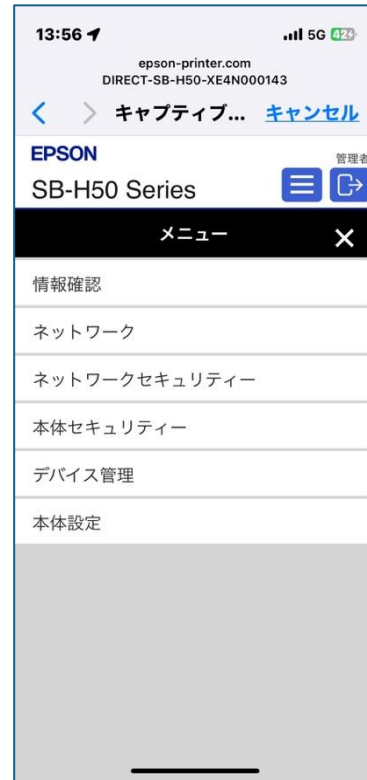 13:56 5G 42
epson-printer.com
DIRECT-SB-H50-XE4N000143
キャプティブ... キャンセル
EPSON
管理者
SB-H50 Series
メニュー
情報確認
ネットワーク
ネットワークセキュリティー
本体セキュリティー
デバイス管理
本体設定